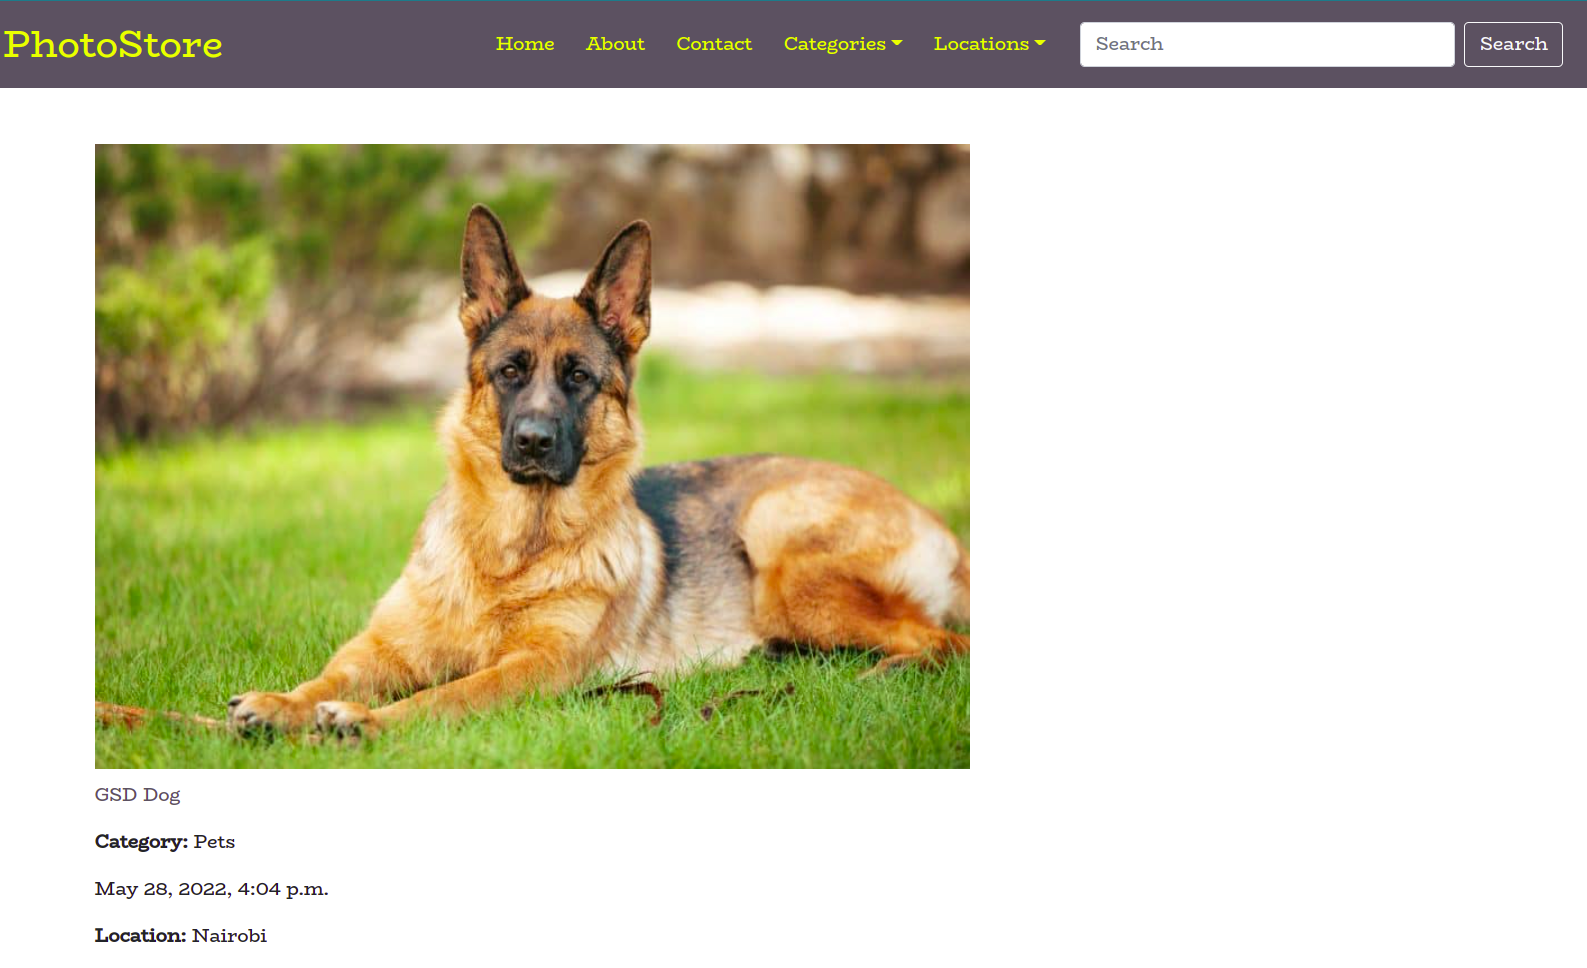 PhotoStore
Home About Contact Categories Locations Search Search
GSD Dog
Category: Pets
May 28, 2022, 4:04 p.m.
Location: Nairobi